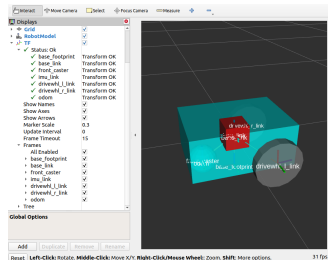 Interact Move Camera Select Focus Camera Measure
Displays
Grid
RobotModel
TF
Status: Ok
base_footprint Transform OK
base_link Transform OK
front_caster Transform OK
imu_link Transform OK
drivewhl_l_link Transform OK
drivewhl_r_link Transform OK
odom Transform OK
Show Names
Show Axes
Show Arrows
Marker Scale 0.3
Update Interval 0
Frame Timeout 15
Frames
All Enabled
base_footprint
base_link
front_caster
imu_link
drivewhl_l_link
drivewhl_r_link
odom
Tree
Global Options
Add Duplicate Remove Rename
Reset Left-Click: Rotate. Middle-Click: Move X/Y. Right-Click/Mouse Wheel: Zoom. Shift: More options. 31 fps
drivewhl_r_link
drivewhl_l_link